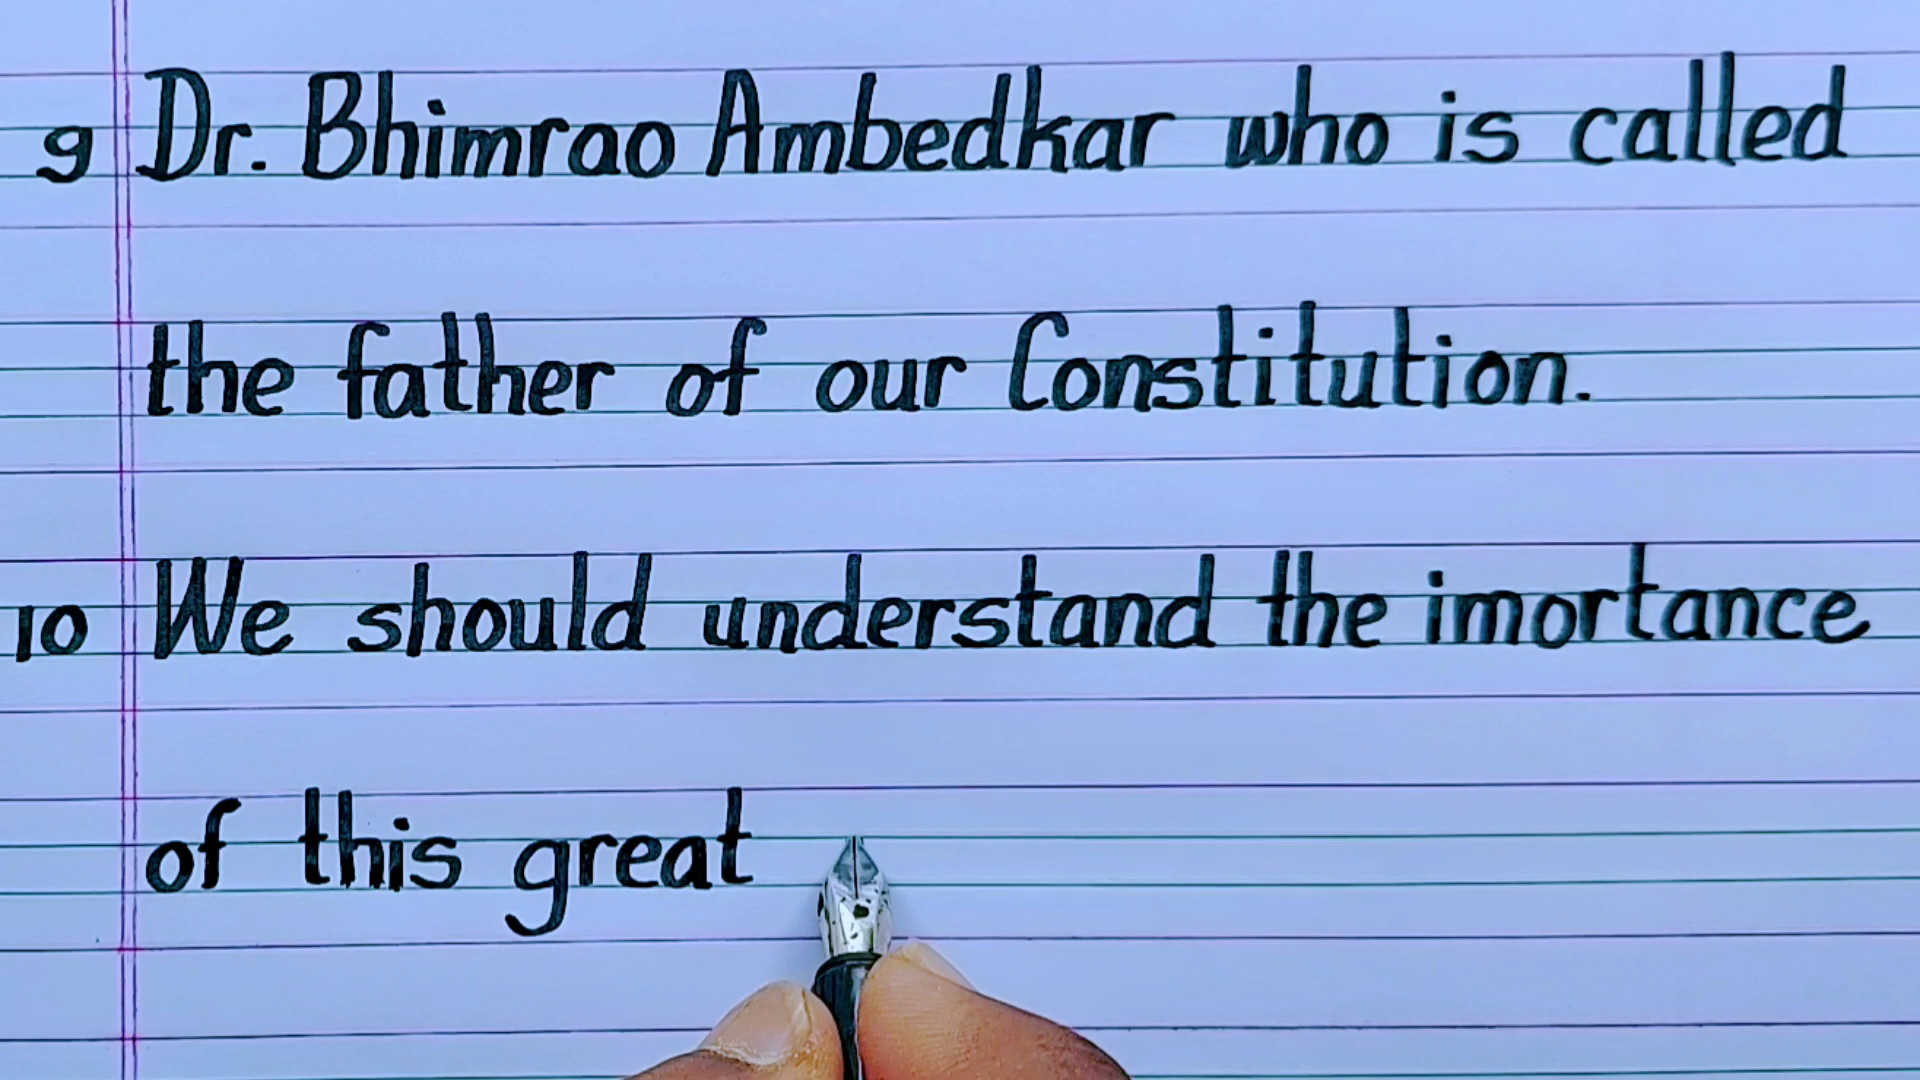 9 Dr. Bhimrao Ambedkar who is called
the father of our Constitution.
10 We should understand the imortance
of this great